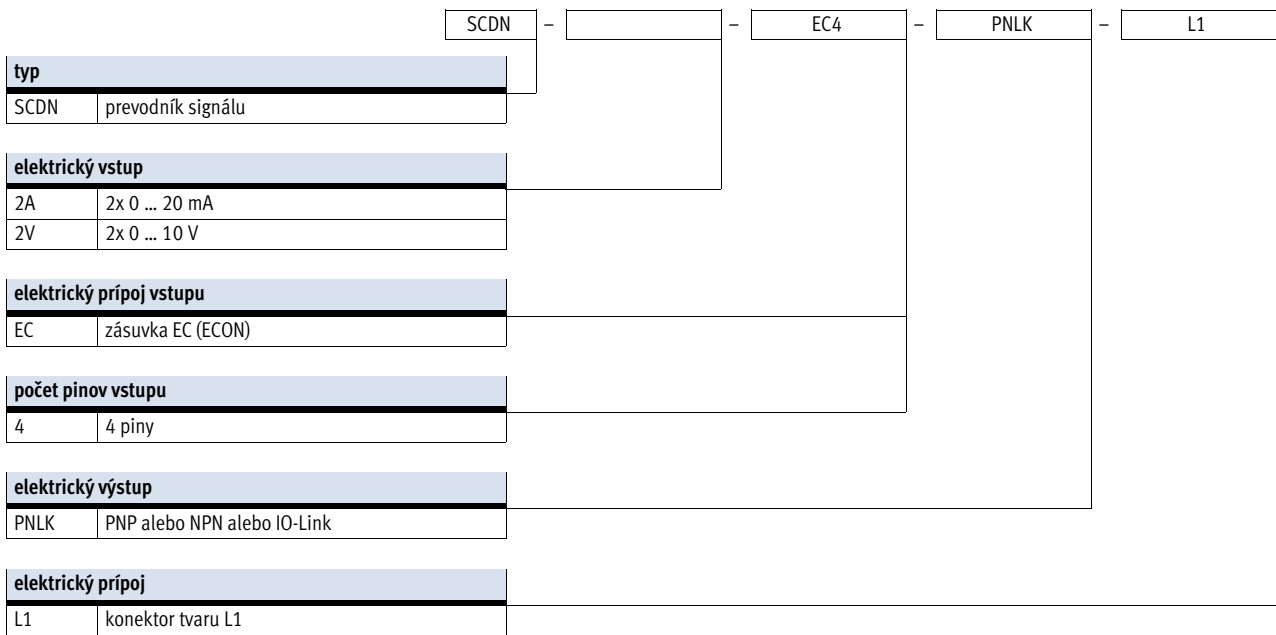 SCDN – – EC4 – PNLK – L1
typ
SCDN prevodník signálu
elektrický vstup
2A 2x 0 ... 20 mA
2V 2x 0 ... 10 V
elektrický prípoj vstupu
EC zásuvka EC (ECON)
počet pinov vstupu
4 4 piny
elektrický výstup
PNLK PNP alebo NPN alebo IO-Link
elektrický prípoj
L1 konektor tvaru L1